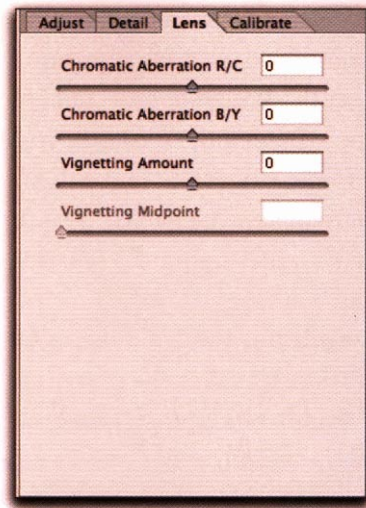 Adjust Detail Lens Calibrate
Chromatic Aberration R/C 0
Chromatic Aberration B/Y 0
Vignetting Amount 0
Vignetting Midpoint